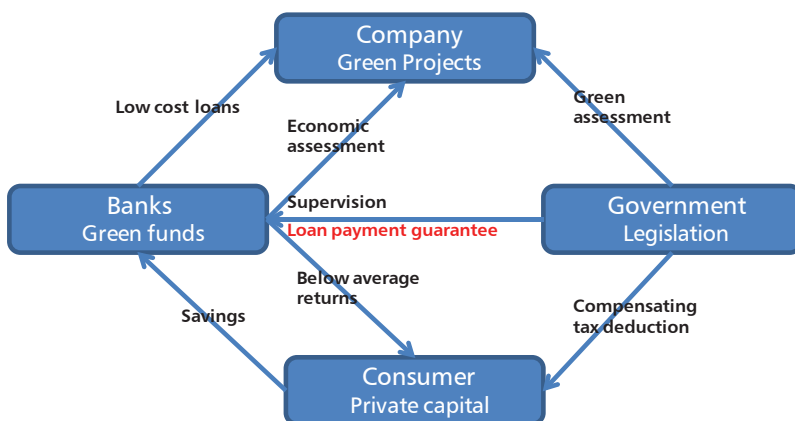 Company
Green Projects
Low cost loans
Economic
assessment
Green
assessment
Banks
Green funds
Supervision
Loan payment guarantee
Government
Legislation
Below average
returns
Savings
Compensating
tax deduction
Consumer
Private capital